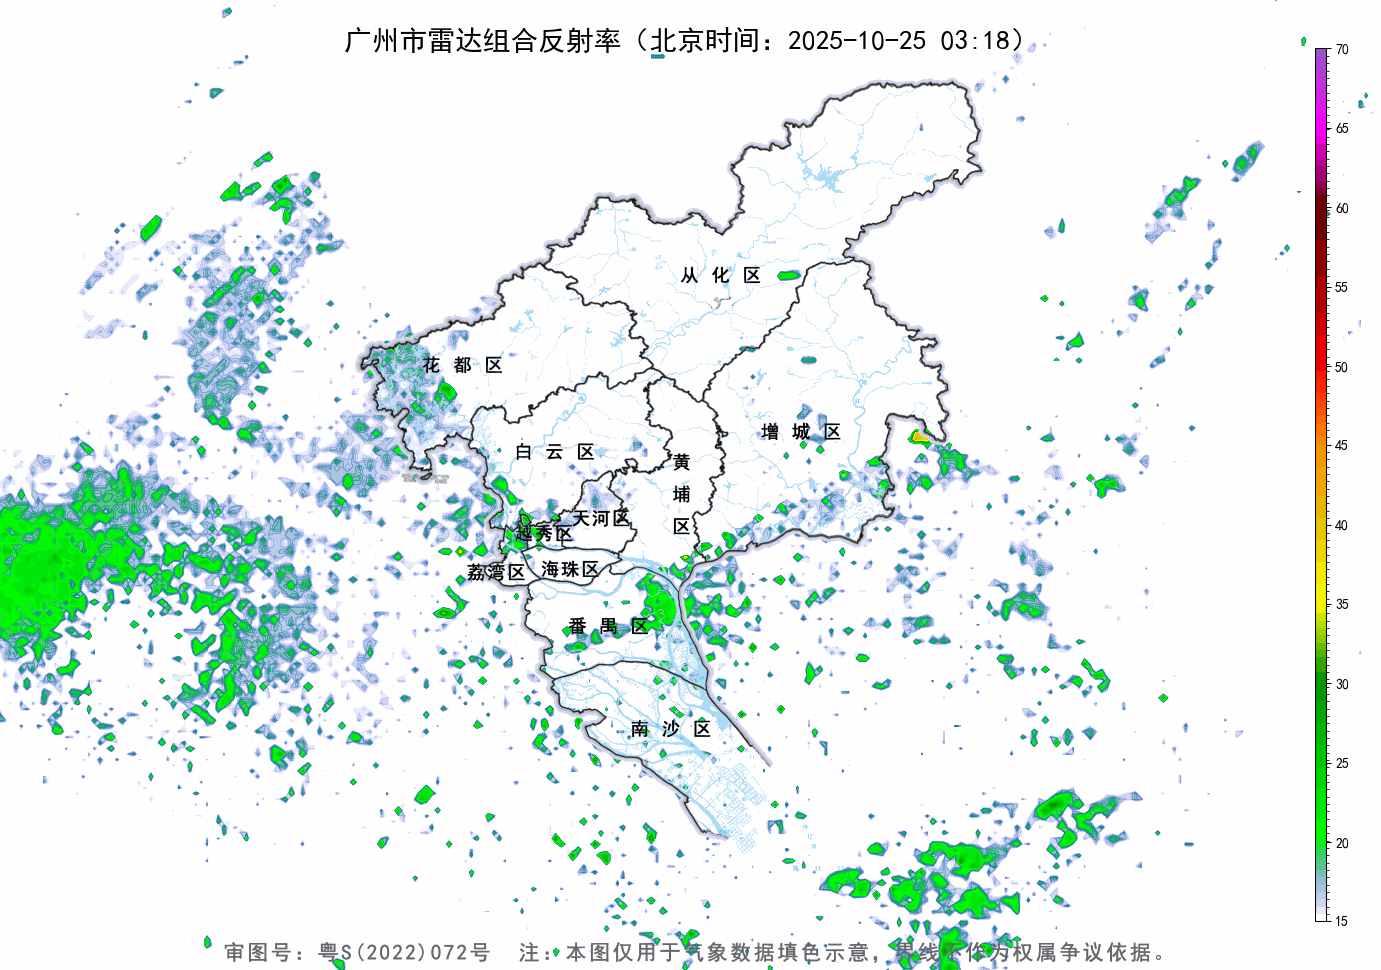 广州市雷达组合反射率（北京时间：2025-10-25 03:18）
70
65
60
55
50
45
40
35
30
25
20
15
从化区
花都区
增城区
白云区
黄埔区
天河区
越秀区
荔湾区
海珠区
番禺区
南沙区
审图号：粤S(2022)072号 注：本图仅用于气象数据填色示意，界线不作为权属争议依据。